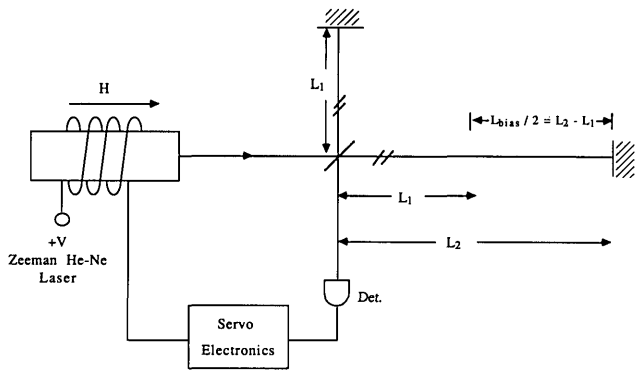 H
L1
Lbias / 2 = L2 - L1
L1
L2
+V
Zeeman He-Ne
Laser
Det.
Servo
Electronics